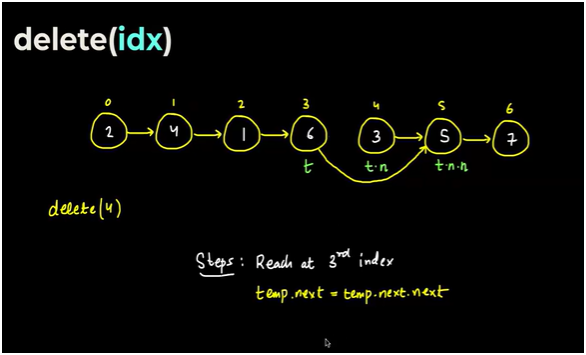 delete(idx)
0 1 2 3 4 5 6
2 4 1 6 3 5 7
t t.n t.n.n
delete(4)
Steps: Reach at 3rd index
temp.next = temp.next.next